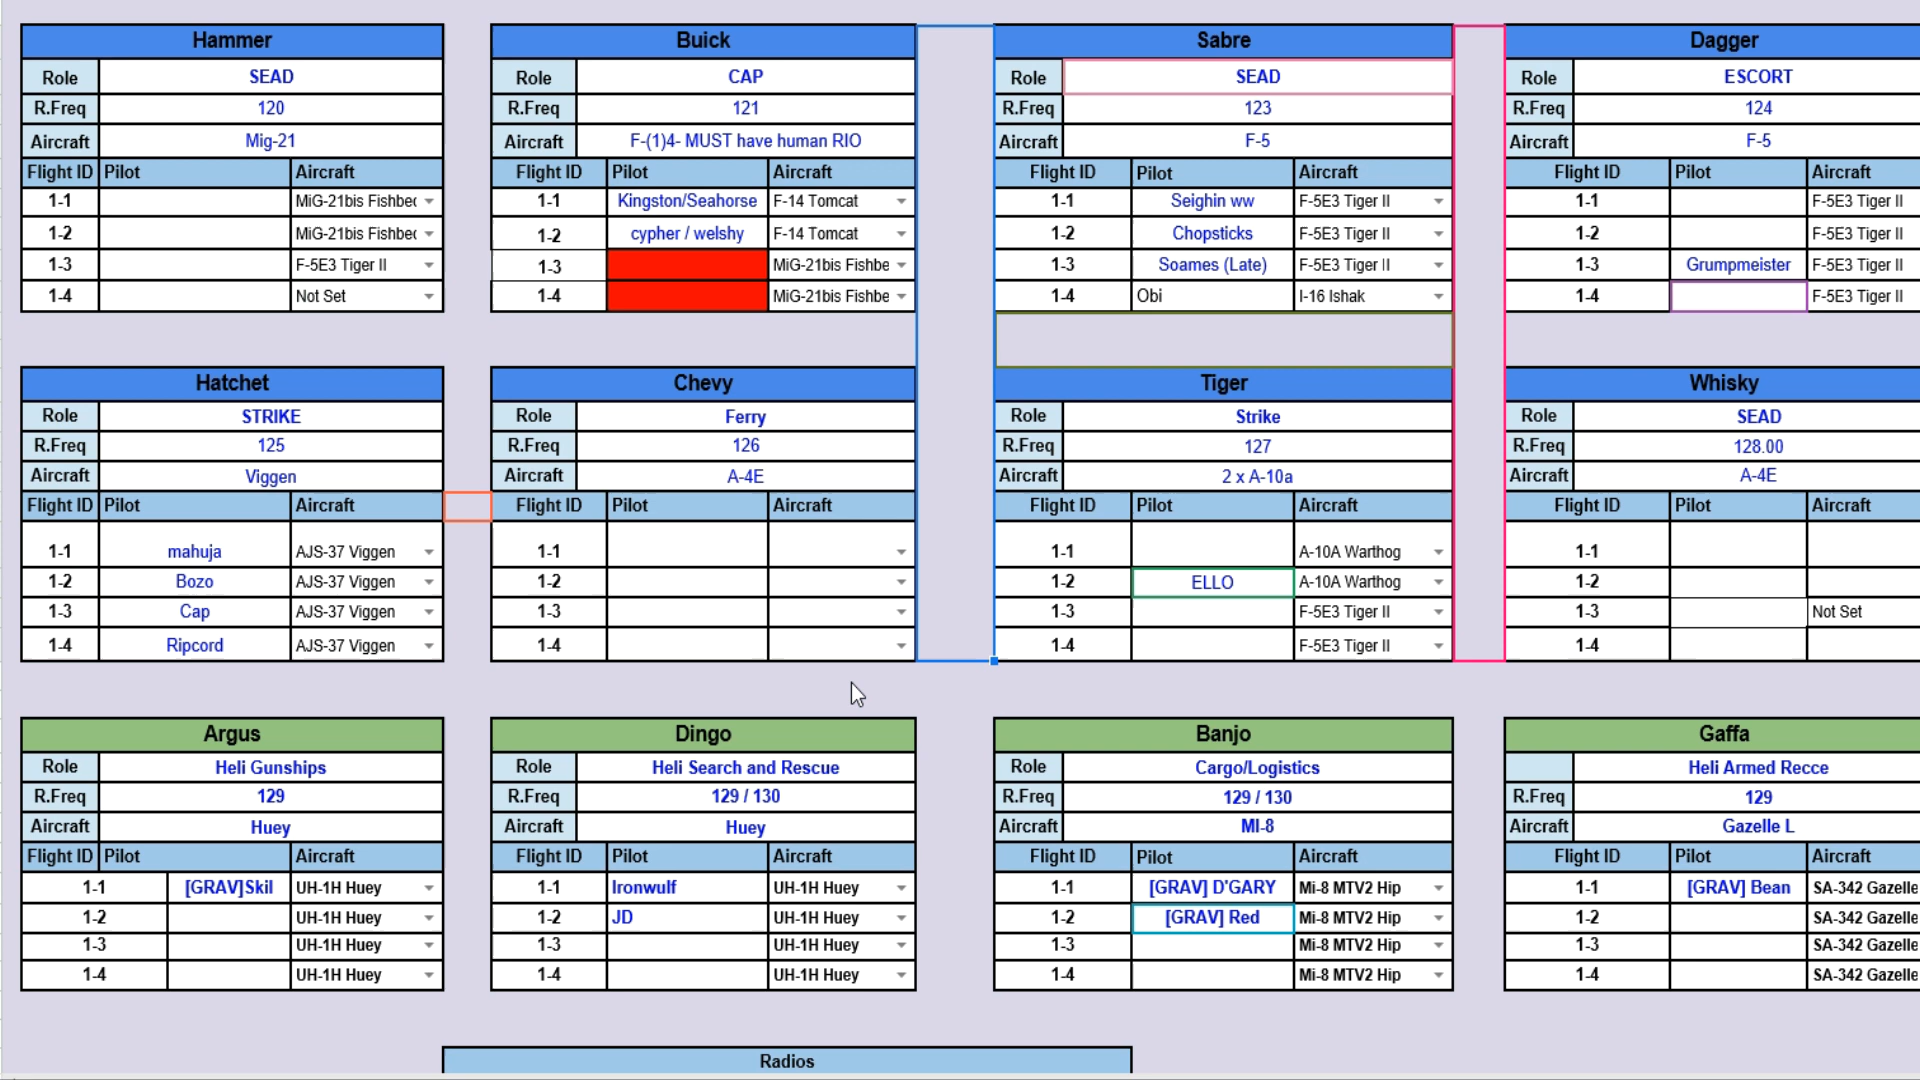 Hammer
Role SEAD
R.Freq 120
Aircraft Mig-21
Flight ID Pilot Aircraft
1-1 MiG-21bis Fishbec
1-2 MiG-21bis Fishbec
1-3 F-5E3 Tiger II
1-4 Not Set
Buick
Role CAP
R.Freq 121
Aircraft F-(1)4- MUST have human RIO
Flight ID Pilot Aircraft
1-1 Kingston/Seahorse F-14 Tomcat
1-2 cypher / welshy F-14 Tomcat
1-3 MiG-21bis Fishbe
1-4 MiG-21bis Fishbe
Sabre
Role SEAD
R.Freq 123
Aircraft F-5
Flight ID Pilot Aircraft
1-1 Seighin ww F-5E3 Tiger II
1-2 Chopsticks F-5E3 Tiger II
1-3 Soames (Late) F-5E3 Tiger II
1-4 Obi I-16 Ishak
Dagger
Role ESCORT
R.Freq 124
Aircraft F-5
Flight ID Pilot Aircraft
1-1 F-5E3 Tiger II
1-2 F-5E3 Tiger II
1-3 Grumpmeister F-5E3 Tiger II
1-4 F-5E3 Tiger II
Hatchet
Role STRIKE
R.Freq 125
Aircraft Viggen
Flight ID Pilot Aircraft
1-1 mahuja AJS-37 Viggen
1-2 Bozo AJS-37 Viggen
1-3 Cap AJS-37 Viggen
1-4 Ripcord AJS-37 Viggen
Chevy
Role Ferry
R.Freq 126
Aircraft A-4E
Flight ID Pilot Aircraft
1-1
1-2
1-3
1-4
Tiger
Role Strike
R.Freq 127
Aircraft 2 x A-10a
Flight ID Pilot Aircraft
1-1 A-10A Warthog
1-2 ELLO A-10A Warthog
1-3 F-5E3 Tiger II
1-4 F-5E3 Tiger II
Whisky
Role SEAD
R.Freq 128.00
Aircraft A-4E
Flight ID Pilot Aircraft
1-1
1-2
1-3 Not Set
1-4
Argus
Role Heli Gunships
R.Freq 129
Aircraft Huey
Flight ID Pilot Aircraft
1-1 [GRAV]Skil UH-1H Huey
1-2 UH-1H Huey
1-3 UH-1H Huey
1-4 UH-1H Huey
Dingo
Role Heli Search and Rescue
R.Freq 129 / 130
Aircraft Huey
Flight ID Pilot Aircraft
1-1 Ironwulf UH-1H Huey
1-2 JD UH-1H Huey
1-3 UH-1H Huey
1-4 UH-1H Huey
Banjo
Role Cargo/Logistics
R.Freq 129 / 130
Aircraft MI-8
Flight ID Pilot Aircraft
1-1 [GRAV] D'GARY Mi-8 MTV2 Hip
1-2 [GRAV] Red Mi-8 MTV2 Hip
1-3 Mi-8 MTV2 Hip
1-4 Mi-8 MTV2 Hip
Gaffa
Heli Armed Recce
R.Freq 129
Aircraft Gazelle L
Flight ID Pilot Aircraft
1-1 [GRAV] Bean SA-342 Gazelle
1-2 SA-342 Gazelle
1-3 SA-342 Gazelle
1-4 SA-342 Gazelle
Radios